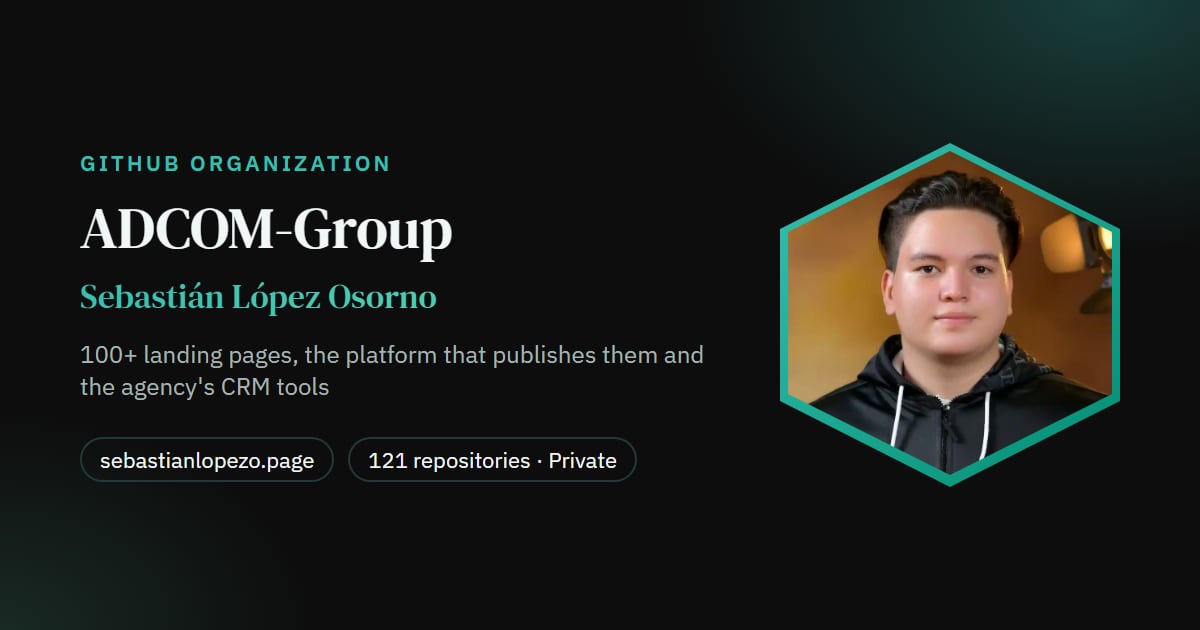 GITHUB ORGANIZATION
ADCOM-Group
Sebastián López Osorno
100+ landing pages, the platform that publishes them and
the agency's CRM tools
sebastianlopezo.page
121 repositories · Private